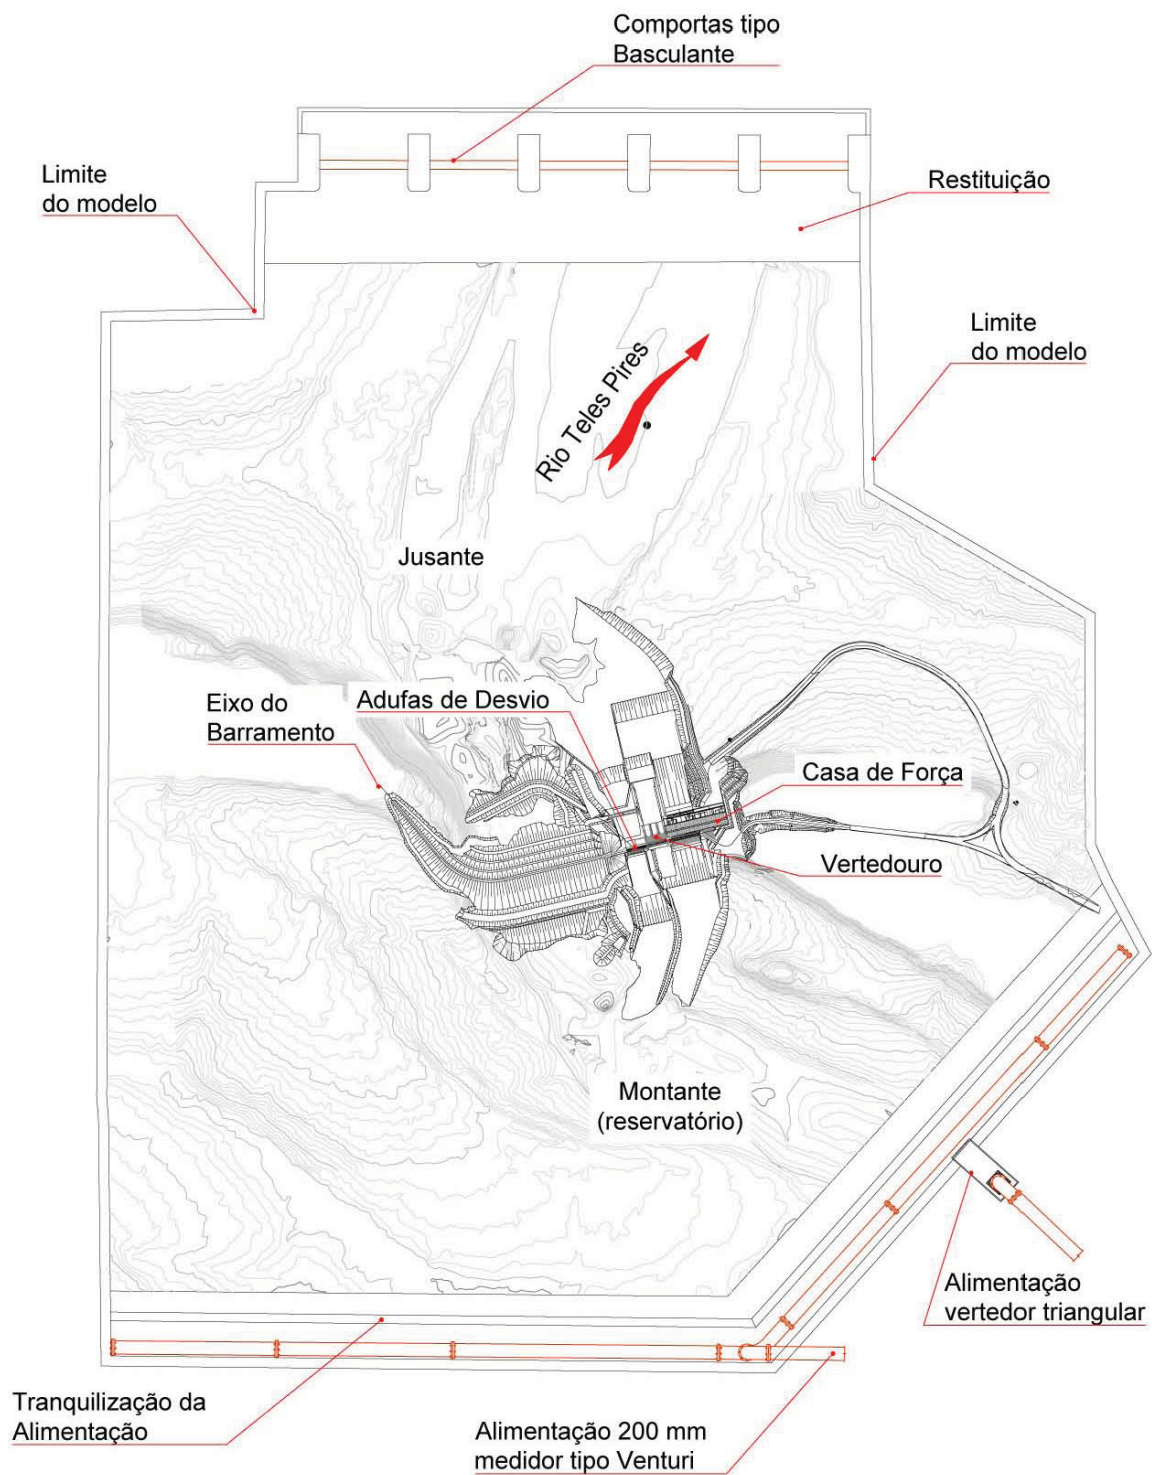 Comportas tipo
Basculante
Limite
do modelo
Restituição
Limite
do modelo
Rio Teles Pires
Jusante
Eixo do
Barramento
Adufas de Desvio
Casa de Força
Vertedouro
Montante
(reservatório)
Alimentação
vertedor triangular
Tranquilização da
Alimentação
Alimentação 200 mm
medidor tipo Venturi